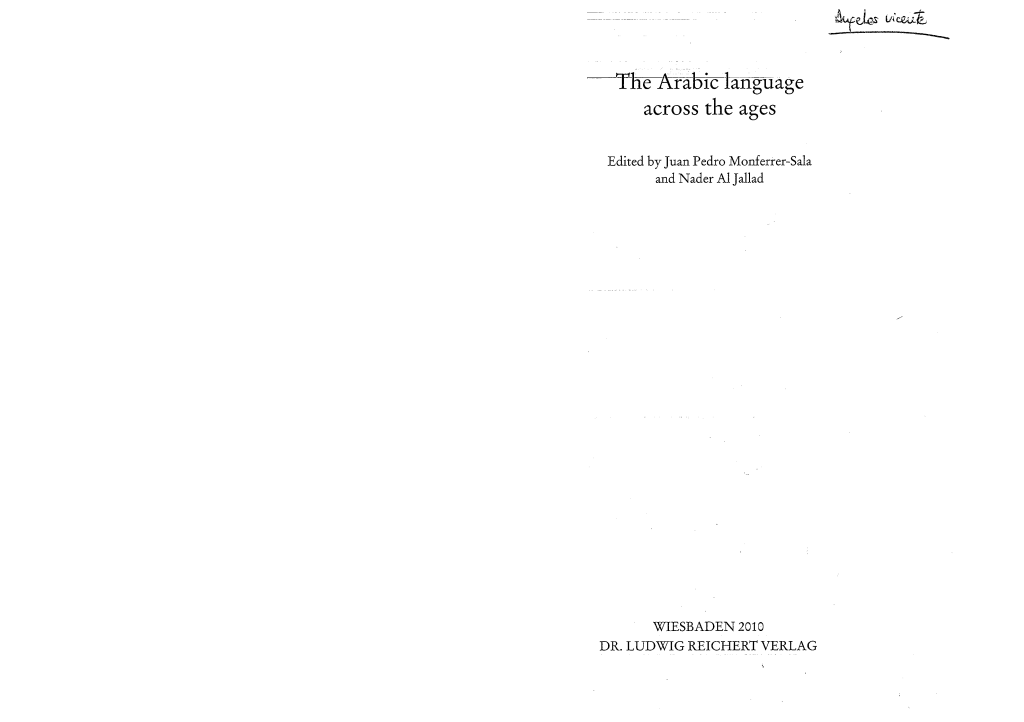 Angeles Vicente
The Arabic language
across the ages
Edited by Juan Pedro Monferrer-Sala
and Nader Al Jallad
WIESBADEN 2010
DR. LUDWIG REICHERT VERLAG